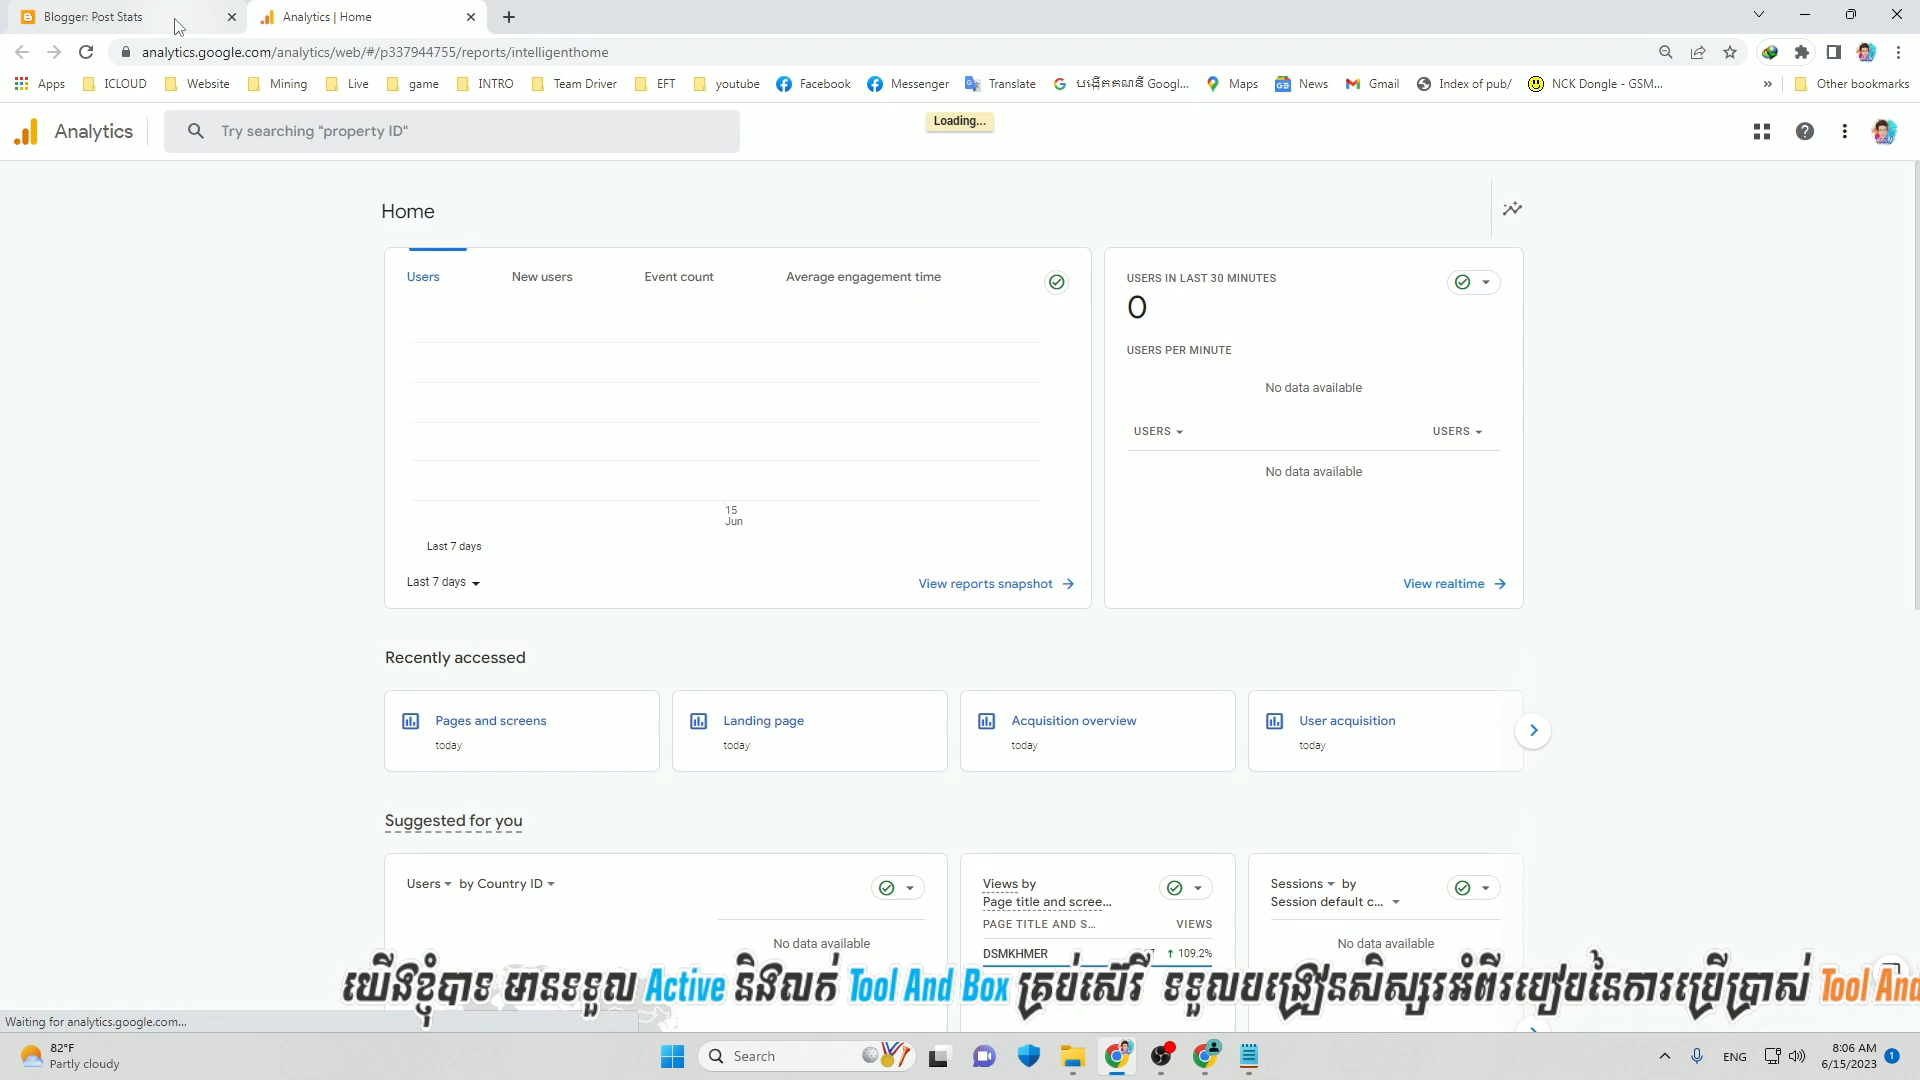 Blogger: Post Stats
Analytics | Home
analytics.google.com/analytics/web/#/p337944755/reports/intelligenthome
Apps
ICLOUD
Website
Mining
Live
game
INTRO
Team Driver
EFT
youtube
Facebook
Messenger
Translate
បង្កើតគណនី Googl...
Maps
News
Gmail
Index of pub/
NCK Dongle - GSM...
Other bookmarks
Analytics
Try searching "property ID"
Loading...
Home
Users
New users
Event count
Average engagement time
15
Jun
Last 7 days
Last 7 days
View reports snapshot
USERS IN LAST 30 MINUTES
0
USERS PER MINUTE
No data available
USERS
USERS
No data available
View realtime
Recently accessed
Pages and screens
today
Landing page
today
Acquisition overview
today
User acquisition
today
Suggested for you
Users by Country ID
No data available
Views by
Page title and scree...
PAGE TITLE AND S...
VIEWS
DSMKHMER
109.2%
Sessions by
Session default c...
No data available
យើងខ្ញុំបាទ មានទទួល Active និងលក់ Tool And Box គ្រប់ស៊េរី ទទួលបង្រៀនសិស្សរអំពីរបៀបនៃការប្រើប្រាស់ Tool And
Waiting for analytics.google.com...
82°F
Partly cloudy
Search
ENG
8:06 AM
6/15/2023
1